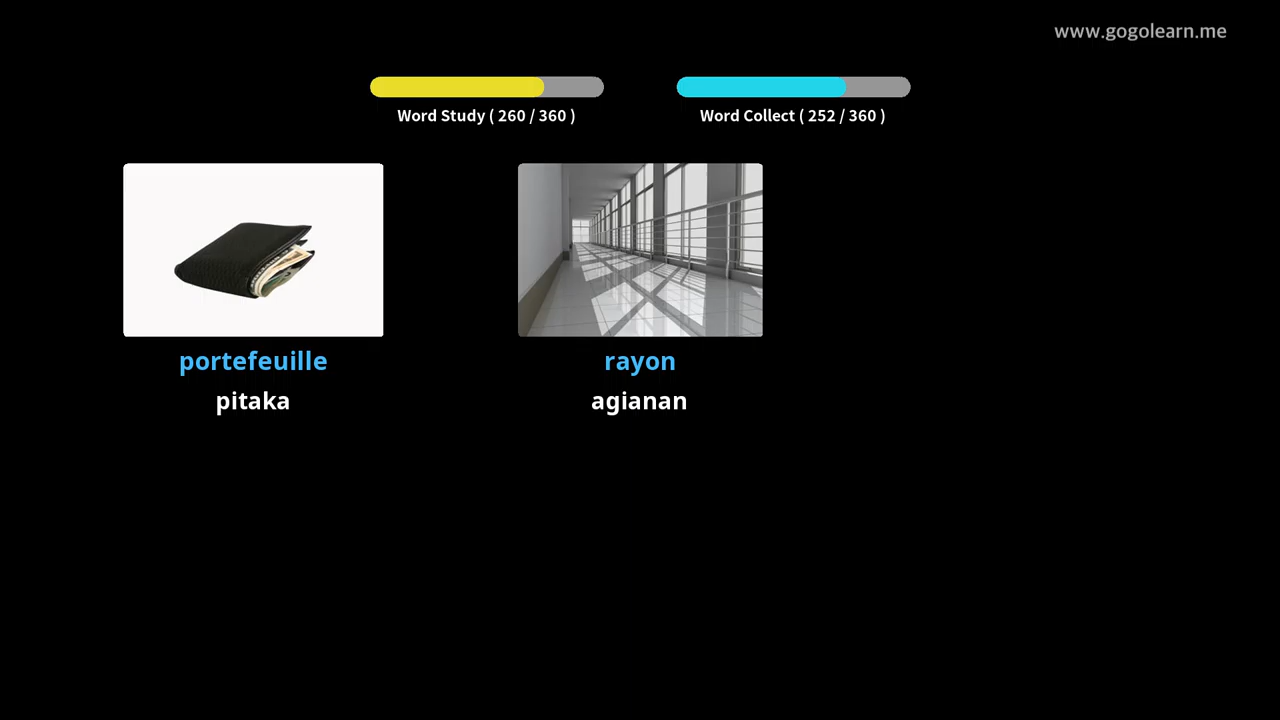 www.gogolearn.me
Word Study ( 260 / 360 )
Word Collect ( 252 / 360 )
portefeuille
pitaka
rayon
agianan